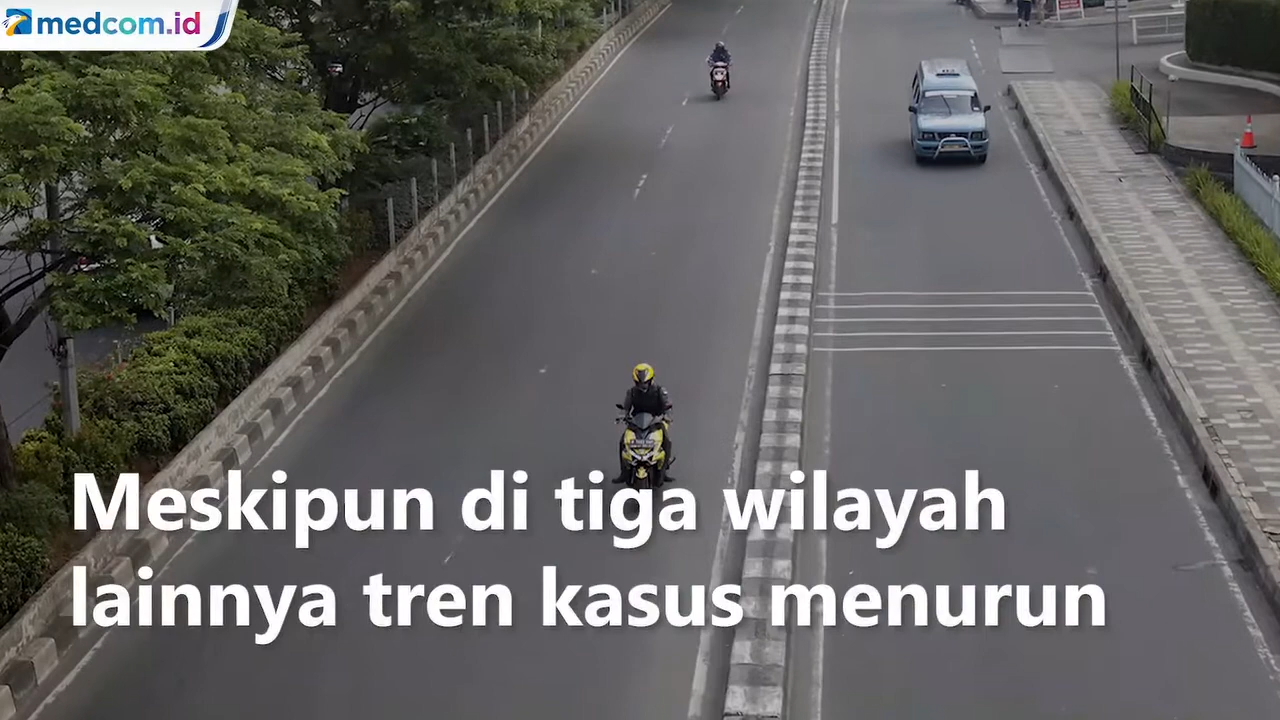 medcom.id
Meskipun di tiga wilayah
lainnya tren kasus menurun